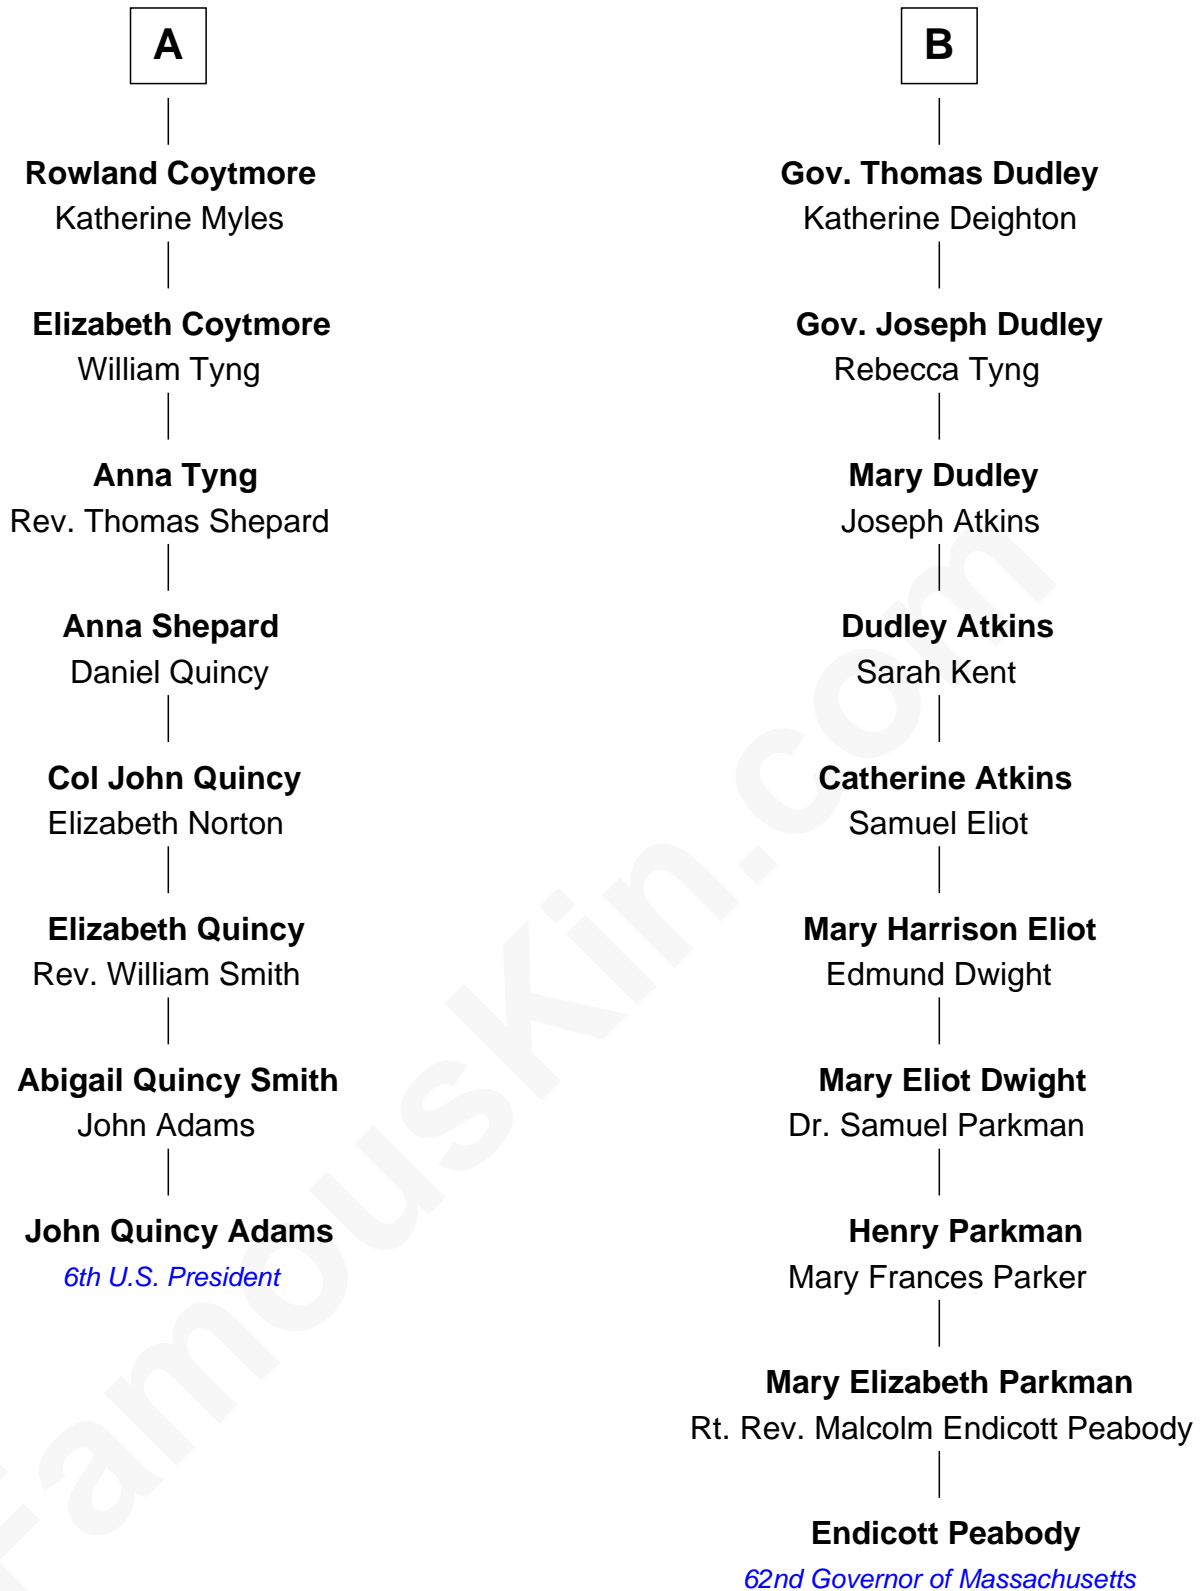 A
Rowland Coytmore
Katherine Myles
Elizabeth Coytmore
William Tyng
Anna Tyng
Rev. Thomas Shepard
Anna Shepard
Daniel Quincy
Col John Quincy
Elizabeth Norton
Elizabeth Quincy
Rev. William Smith
Abigail Quincy Smith
John Adams
John Quincy Adams
6th U.S. President
B
Gov. Thomas Dudley
Katherine Deighton
Gov. Joseph Dudley
Rebecca Tyng
Mary Dudley
Joseph Atkins
Dudley Atkins
Sarah Kent
Catherine Atkins
Samuel Eliot
Mary Harrison Eliot
Edmund Dwight
Mary Eliot Dwight
Dr. Samuel Parkman
Henry Parkman
Mary Frances Parker
Mary Elizabeth Parkman
Rt. Rev. Malcolm Endicott Peabody
Endicott Peabody
62nd Governor of Massachusetts
FamousKin.com